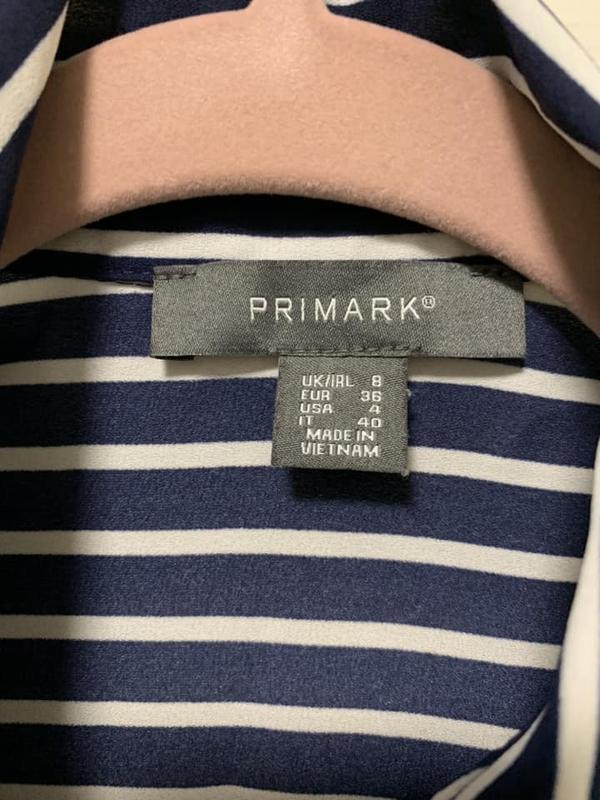 PRIMARK®
UK/IRL 8
EUR 36
USA 4
IT 40
MADE IN
VIETNAM